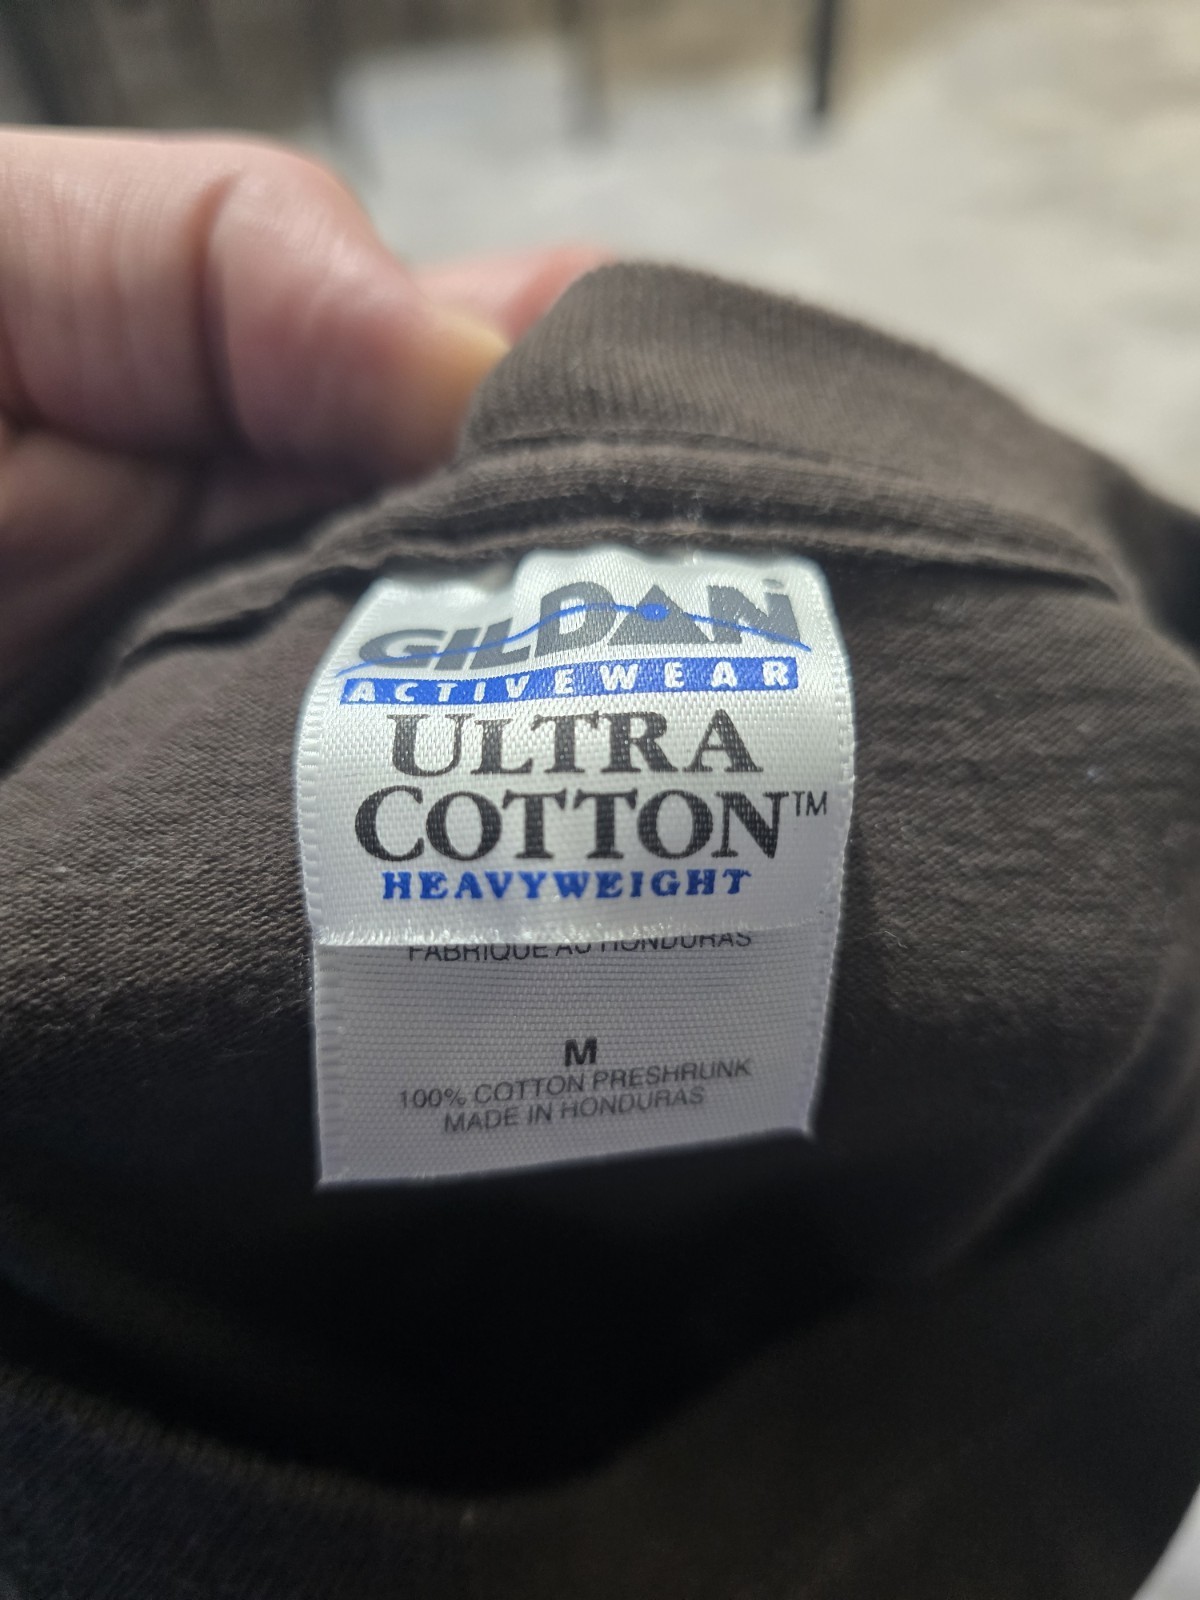 GILDAN
ACTIVEWEAR
ULTRA
COTTON™
HEAVYWEIGHT
FABRIQUE AU HONDURAS
M
100% COTTON PRESHRUNK
MADE IN HONDURAS